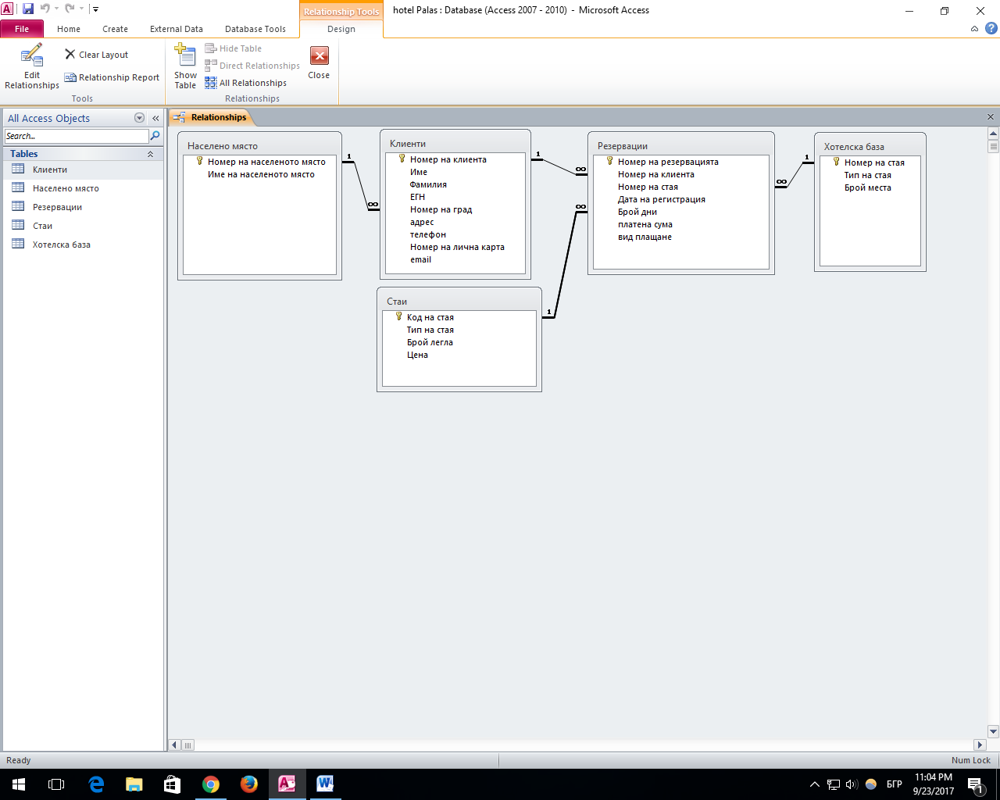 Relationship Tools
hotel Palas : Database (Access 2007 - 2010) - Microsoft Access
File
Home
Create
External Data
Database Tools
Design
Edit
Relationships
Clear Layout
Relationship Report
Tools
Show
Table
Hide Table
Direct Relationships
All Relationships
Relationships
Close
All Access Objects
Search...
Tables
Клиенти
Населено място
Резервации
Стаи
Хотелска база
Relationships
Населено място
Номер на населеното място
Име на населеното място
1
∞
Клиенти
Номер на клиента
Име
Фамилия
ЕГН
Номер на град
адрес
телефон
Номер на лична карта
email
1
∞
Резервации
Номер на резервацията
Номер на клиента
Номер на стая
Дата на регистрация
Брой дни
платена сума
вид плащане
∞
∞
1
Хотелска база
Номер на стая
Тип на стая
Брой места
Стаи
Код на стая
Тип на стая
Брой легла
Цена
1
Ready
Num Lock
БГР
11:04 PM
9/23/2017
1